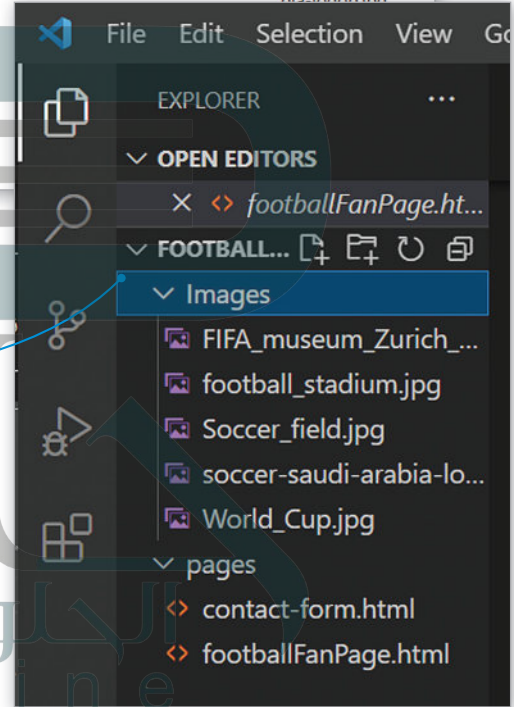 File Edit Selection View Go
EXPLORER ...
OPEN EDITORS
footballFanPage.ht...
FOOTBALL...
Images
FIFA_museum_Zurich_...
football_stadium.jpg
Soccer_field.jpg
soccer-saudi-arabia-lo...
World_Cup.jpg
pages
contact-form.html
footballFanPage.html